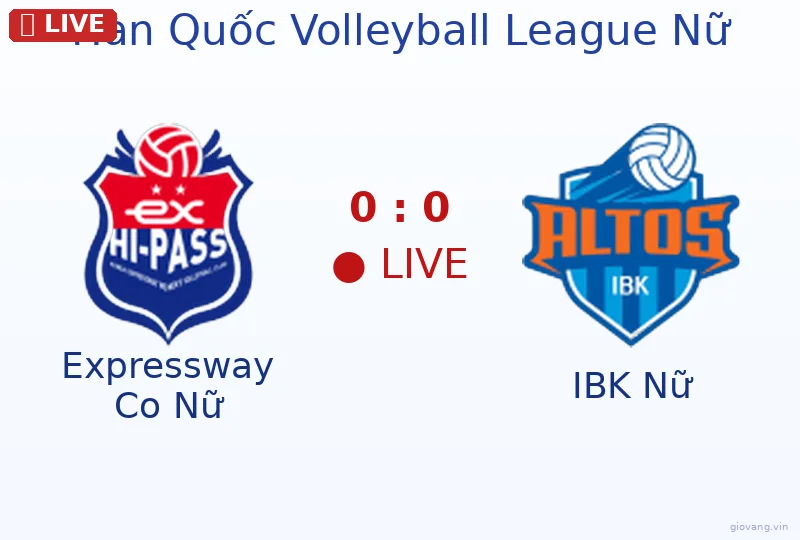 LIVE
Hàn Quốc Volleyball League Nữ
ex
HI-PASS
0 : 0
● LIVE
ALTOS
IBK
Expressway
Co Nữ
IBK Nữ
giovang.vin